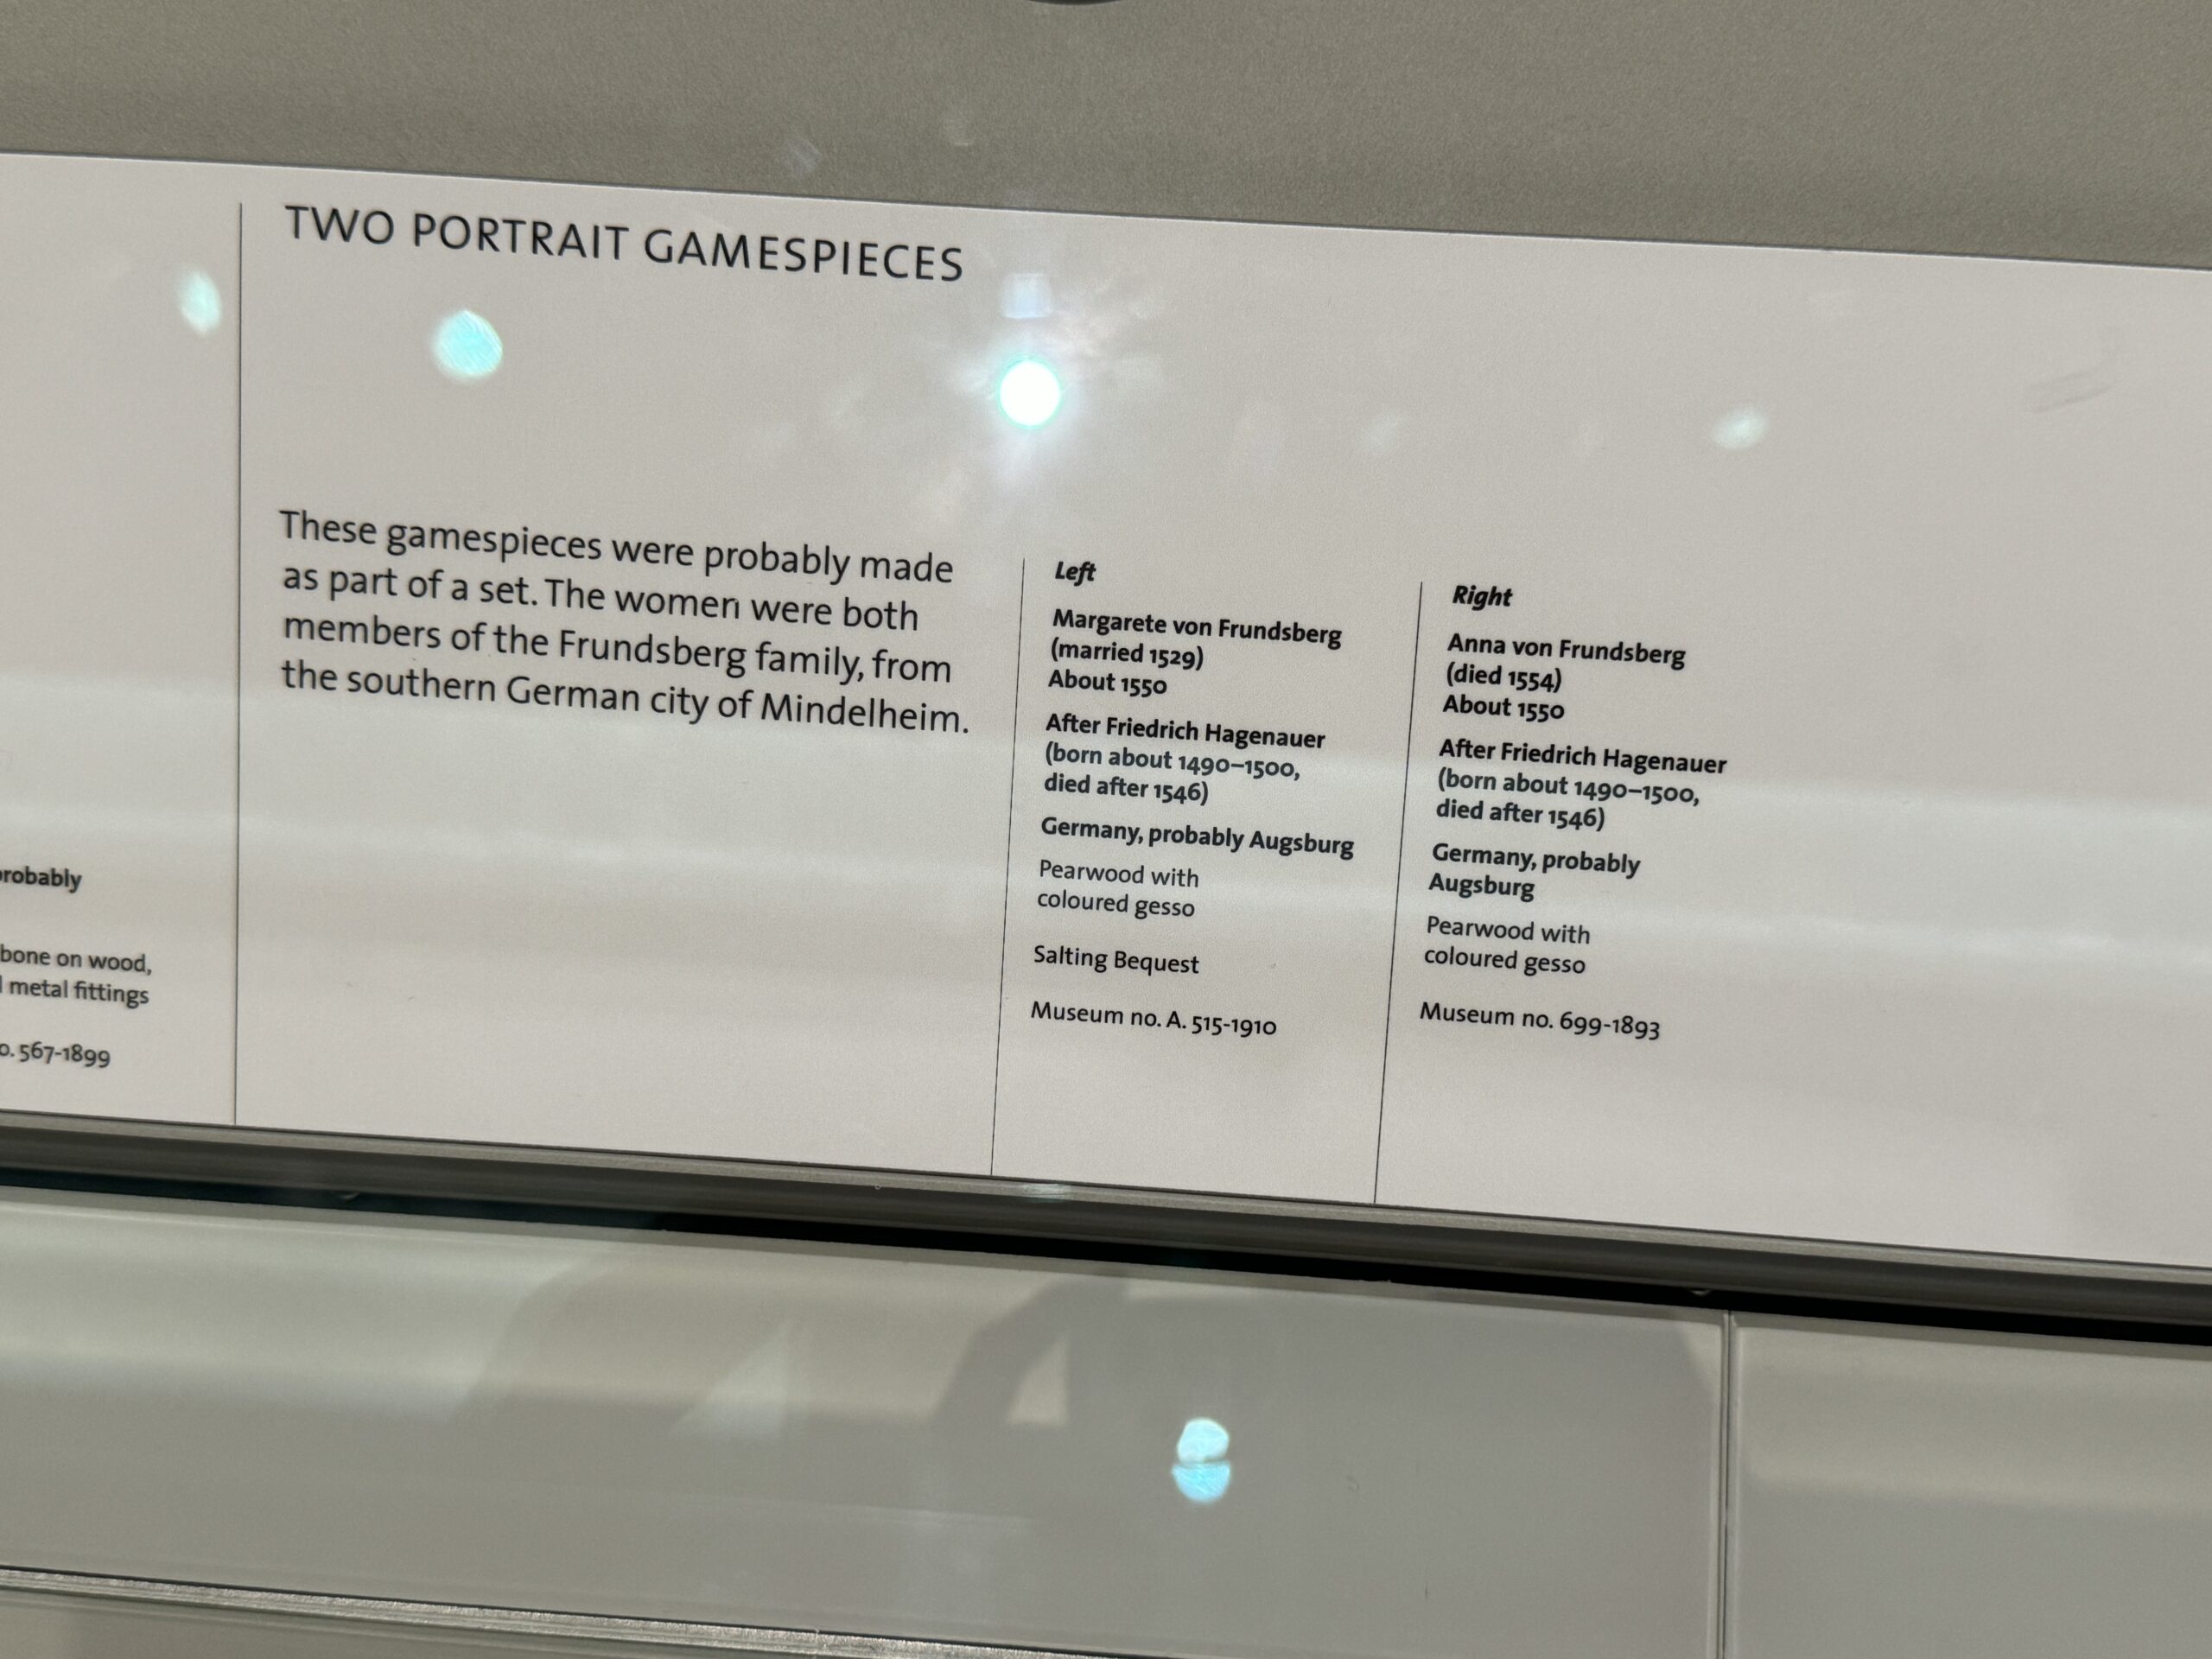 probably
bone on wood,
metal fittings
567-1899
TWO PORTRAIT GAMESPIECES
These gamespieces were probably made
as part of a set. The women were both
members of the Frundsberg family, from
the southern German city of Mindelheim.
Left
Margarete von Frundsberg
(married 1529)
About 1550
After Friedrich Hagenauer
(born about 1490–1500,
died after 1546)
Germany, probably Augsburg
Pearwood with
coloured gesso
Salting Bequest
Museum no. A. 515-1910
Right
Anna von Frundsberg
(died 1554)
About 1550
After Friedrich Hagenauer
(born about 1490–1500,
died after 1546)
Germany, probably
Augsburg
Pearwood with
coloured gesso
Museum no. 699-1893